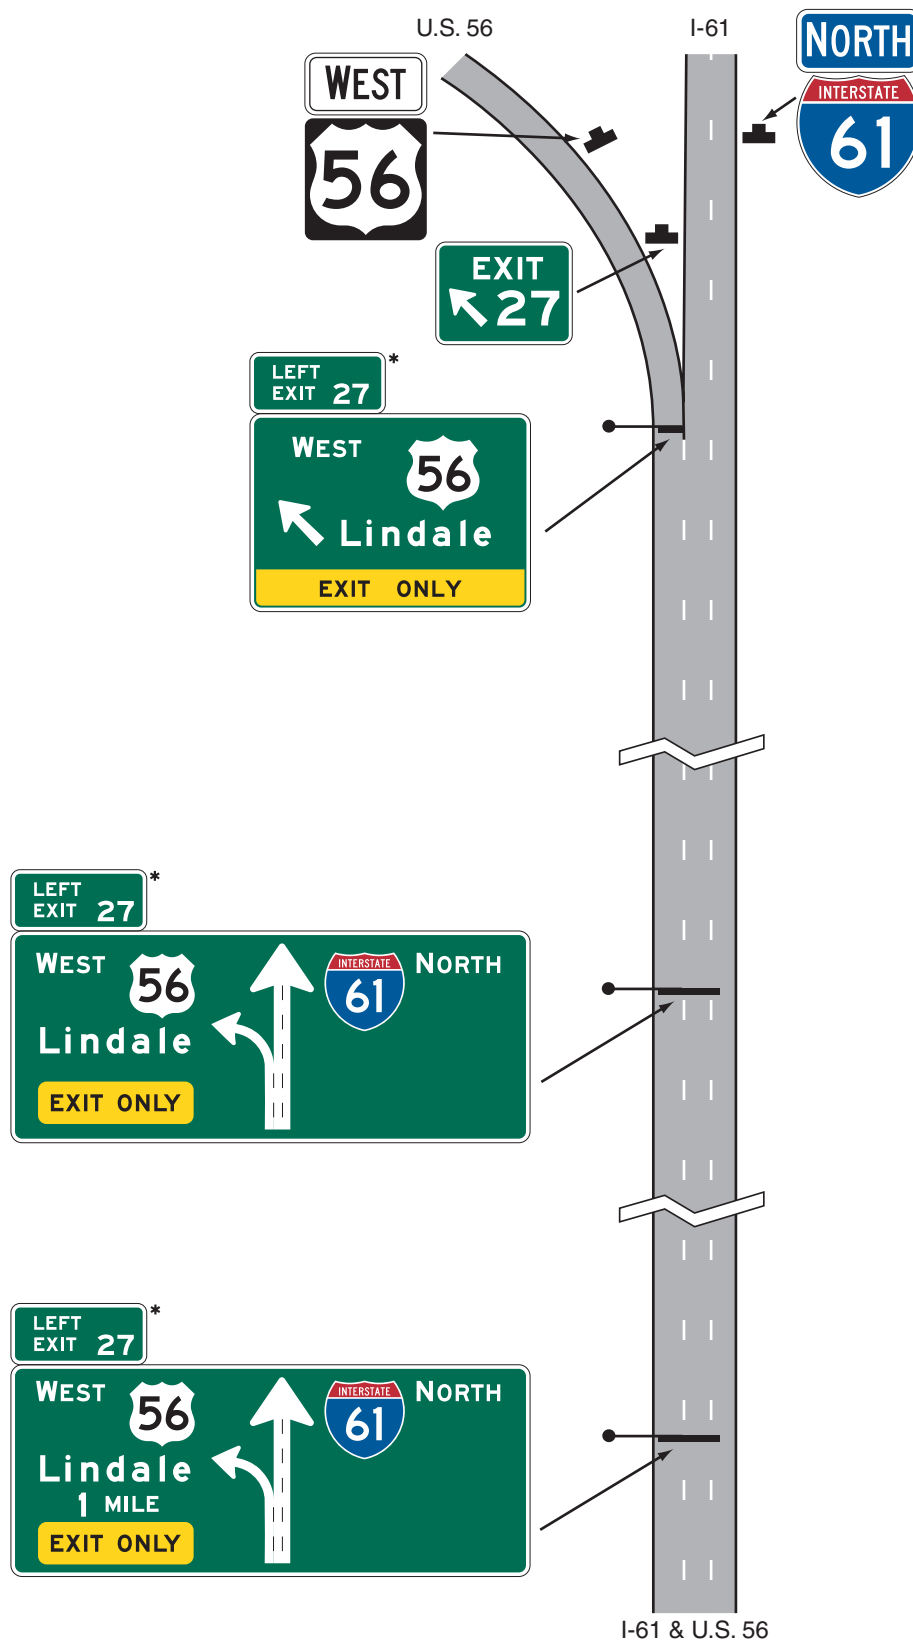 U.S. 56
I-61
NORTH
INTERSTATE
61
WEST
56
EXIT
27
LEFT
EXIT 27
*
WEST
56
Lindale
EXIT ONLY
LEFT
EXIT 27
*
WEST
56
INTERSTATE
61
NORTH
Lindale
EXIT ONLY
LEFT
EXIT 27
*
WEST
56
INTERSTATE
61
NORTH
Lindale
1 MILE
EXIT ONLY
I-61 & U.S. 56